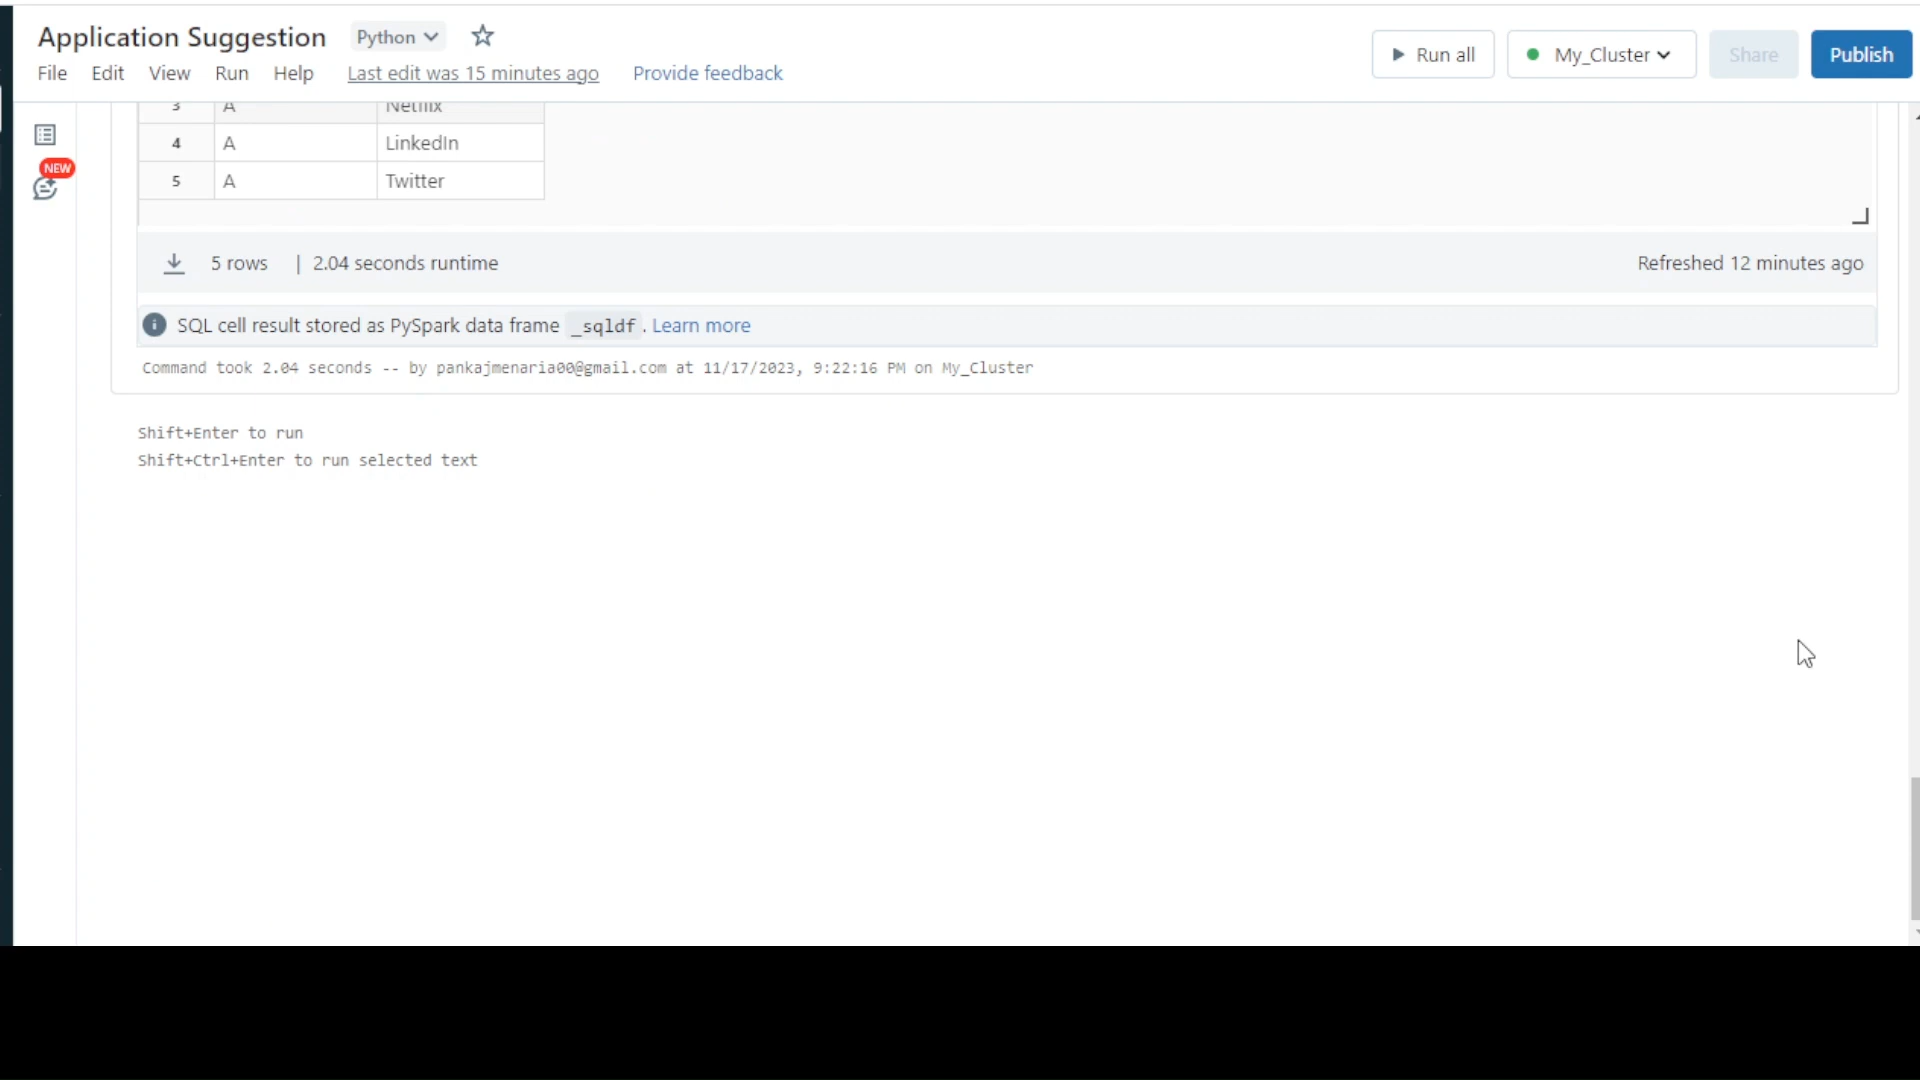 Application Suggestion Python
Run all My_Cluster Share Publish
File Edit View Run Help Last edit was 15 minutes ago Provide feedback
3 A Netflix
4 A LinkedIn
NEW
5 A Twitter
5 rows | 2.04 seconds runtime Refreshed 12 minutes ago
SQL cell result stored as PySpark data frame _sqldf . Learn more
Command took 2.04 seconds -- by pankajmenaria00@gmail.com at 11/17/2023, 9:22:16 PM on My_Cluster
Shift+Enter to run
Shift+Ctrl+Enter to run selected text